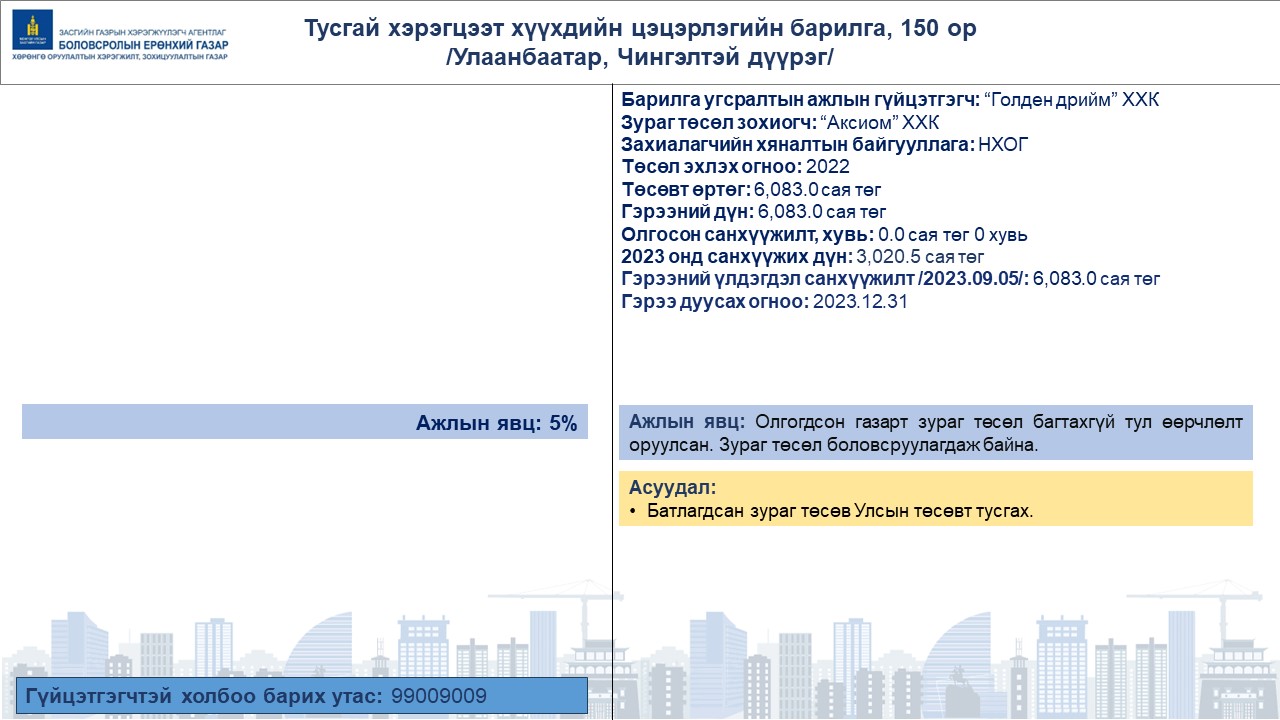 ЗАСГИЙН ГАЗРЫН ХЭРЭГЖҮҮЛЭГЧ АГЕНТЛАГ
БОЛОВСРОЛЫН ЕРӨНХИЙ ГАЗАР
ХӨРӨНГӨ ОРУУЛАЛТЫН ХЭРЭГЖИЛТ, ЗОХИЦУУЛАЛТЫН ГАЗАР
Тусгай хэрэгцээт хүүхдийн цэцэрлэгийн барилга, 150 ор
/Улаанбаатар, Чингэлтэй дүүрэг/
Барилга угсралтын ажлын гүйцэтгэгч: “Голден дрийм” ХХК
Зураг төсөл зохиогч: “Аксиом” ХХК
Захиалагчийн хяналтын байгууллага: НХОГ
Төсөл эхлэх огноо: 2022
Төсөвт өртөг: 6,083.0 сая төг
Гэрээний дүн: 6,083.0 сая төг
Олгосон санхүүжилт, хувь: 0.0 сая төг 0 хувь
2023 онд санхүүжих дүн: 3,020.5 сая төг
Гэрээний үлдэгдэл санхүүжилт /2023.09.05/: 6,083.0 сая төг
Гэрээ дуусах огноо: 2023.12.31
Ажлын явц: 5%
Ажлын явц: Олгогдсон газарт зураг төсөл багтахгүй тул өөрчлөлт
оруулсан. Зураг төсөл боловсруулагдаж байна.
Асуудал:
• Батлагдсан зураг төсөв Улсын төсөвт тусгах.
Гүйцэтгэгчтэй холбоо барих утас: 99009009